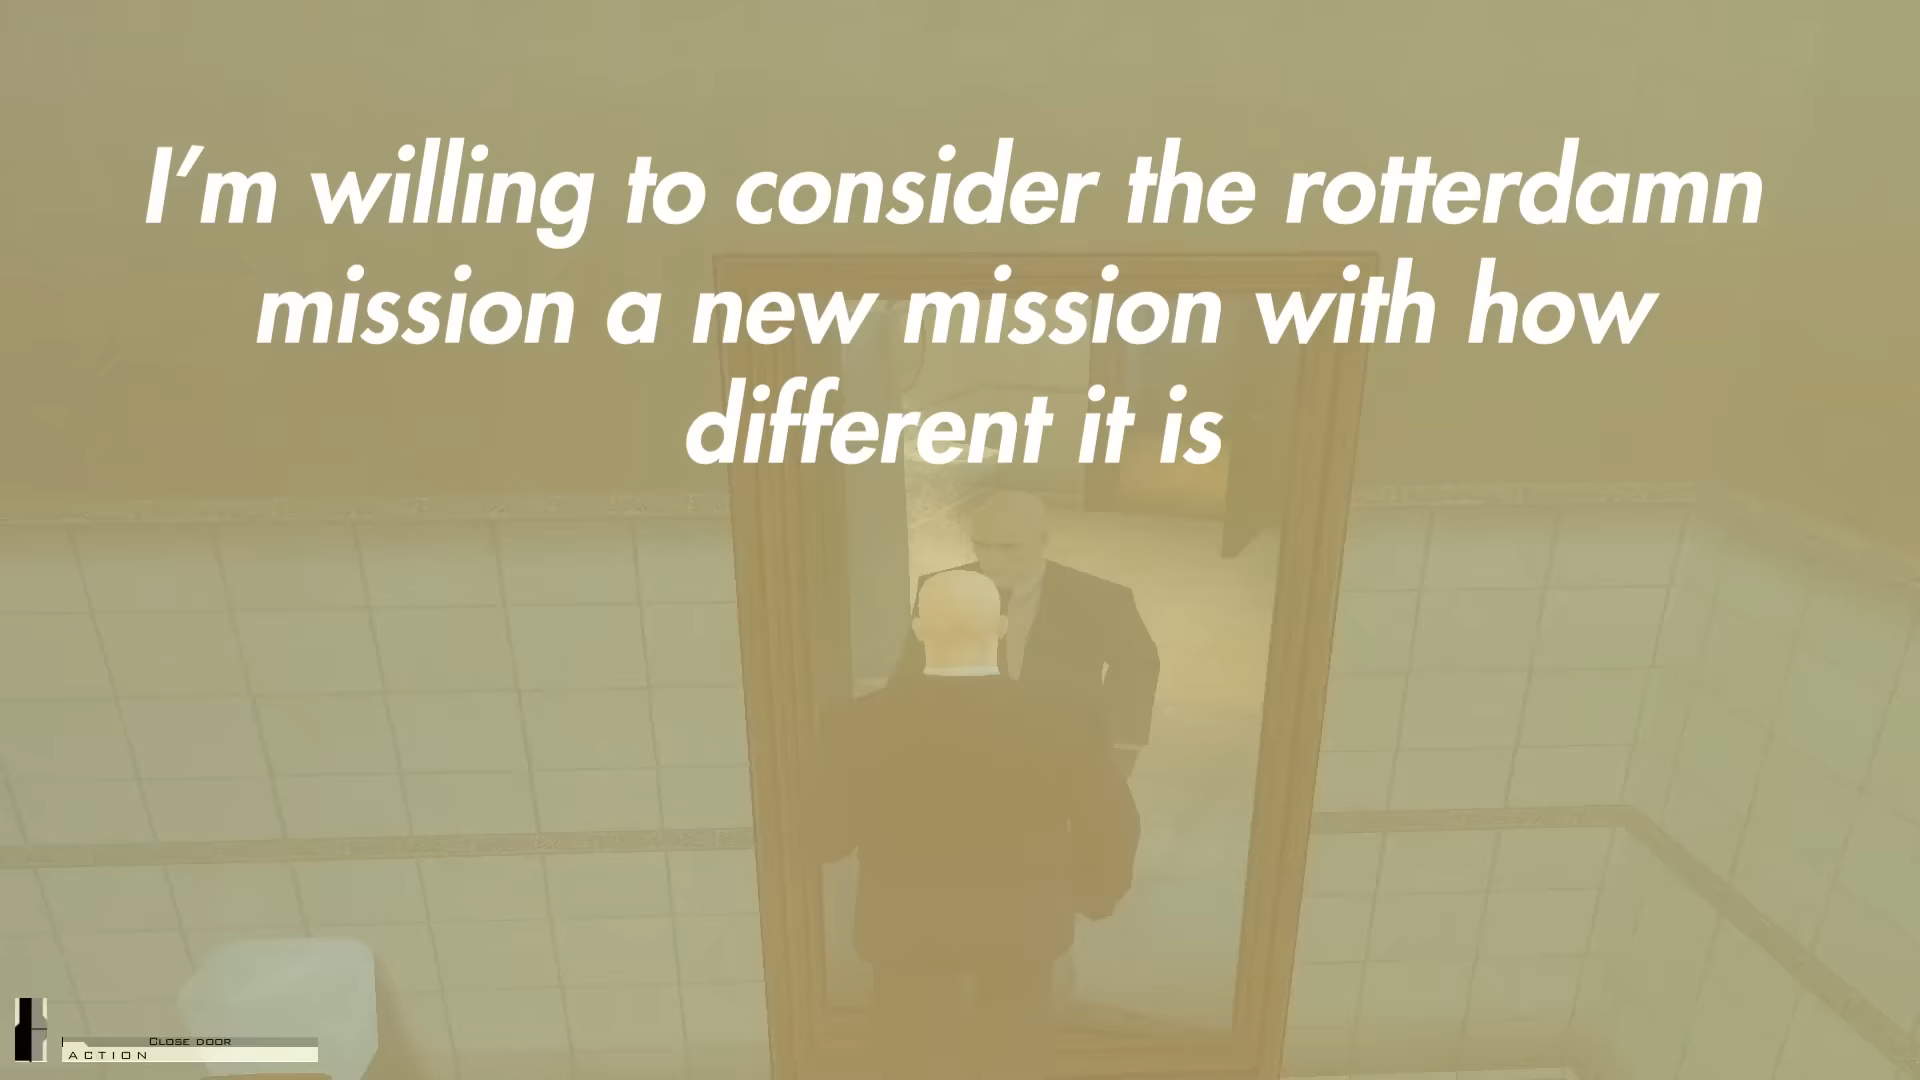 I'm willing to consider the rotterdamn
mission a new mission with how
different it is
Close door
ACTION